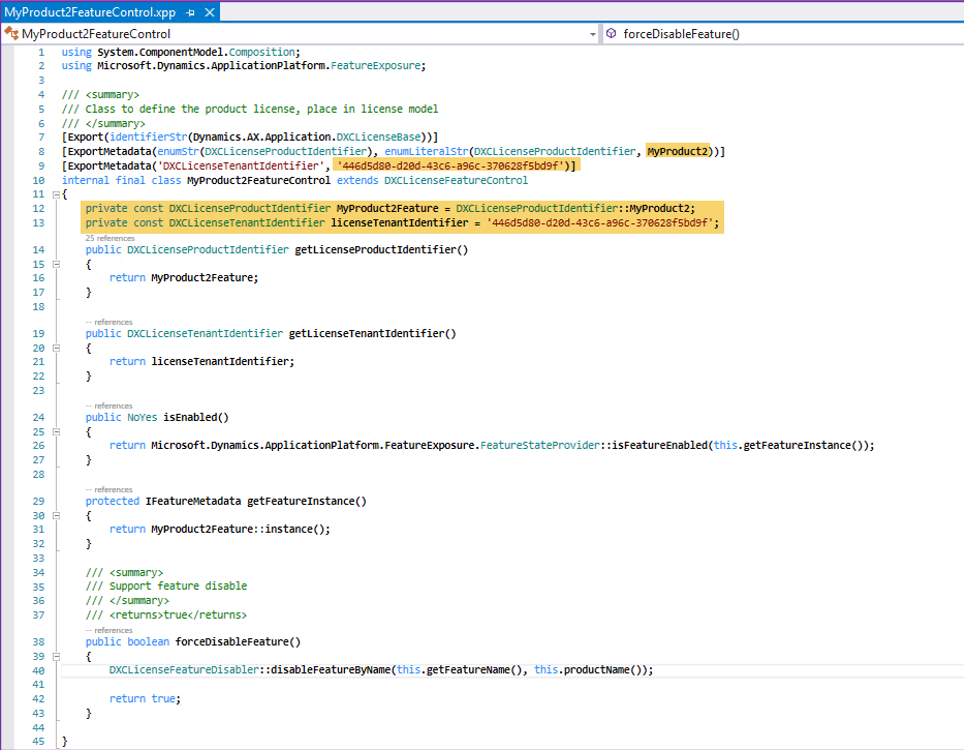 MyProduct2FeatureControl.xpp
MyProduct2FeatureControl forceDisableFeature()
1 using System.ComponentModel.Composition;
2 using Microsoft.Dynamics.ApplicationPlatform.FeatureExposure;
3
4 /// <summary>
5 /// Class to define the product license, place in license model
6 /// </summary>
7 [Export(identifierStr(Dynamics.AX.Application.DXCLicenseBase))]
8 [ExportMetadata(enumStr(DXCLicenseProductIdentifier), enumLiteralStr(DXCLicenseProductIdentifier, MyProduct2))]
9 [ExportMetadata('DXCLicenseTenantIdentifier', '446d5d80-d20d-43c6-a96c-370628f5bd9f')]
10 internal final class MyProduct2FeatureControl extends DXCLicenseFeatureControl
11 {
12 private const DXCLicenseProductIdentifier MyProduct2Feature = DXCLicenseProductIdentifier::MyProduct2;
13 private const DXCLicenseTenantIdentifier licenseTenantIdentifier = '446d5d80-d20d-43c6-a96c-370628f5bd9f';
25 references
14 public DXCLicenseProductIdentifier getLicenseProductIdentifier()
15 {
16 return MyProduct2Feature;
17 }
18
-- references
19 public DXCLicenseTenantIdentifier getLicenseTenantIdentifier()
20 {
21 return licenseTenantIdentifier;
22 }
23
-- references
24 public NoYes isEnabled()
25 {
26 return Microsoft.Dynamics.ApplicationPlatform.FeatureExposure.FeatureStateProvider::isFeatureEnabled(this.getFeatureInstance());
27 }
28
-- references
29 protected IFeatureMetadata getFeatureInstance()
30 {
31 return MyProduct2Feature::instance();
32 }
33
34 /// <summary>
35 /// Support feature disable
36 /// </summary>
37 /// <returns>true</returns>
-- references
38 public boolean forceDisableFeature()
39 {
40 DXCLicenseFeatureDisabler::disableFeatureByName(this.getFeatureName(), this.productName());
41
42 return true;
43 }
44
45 }